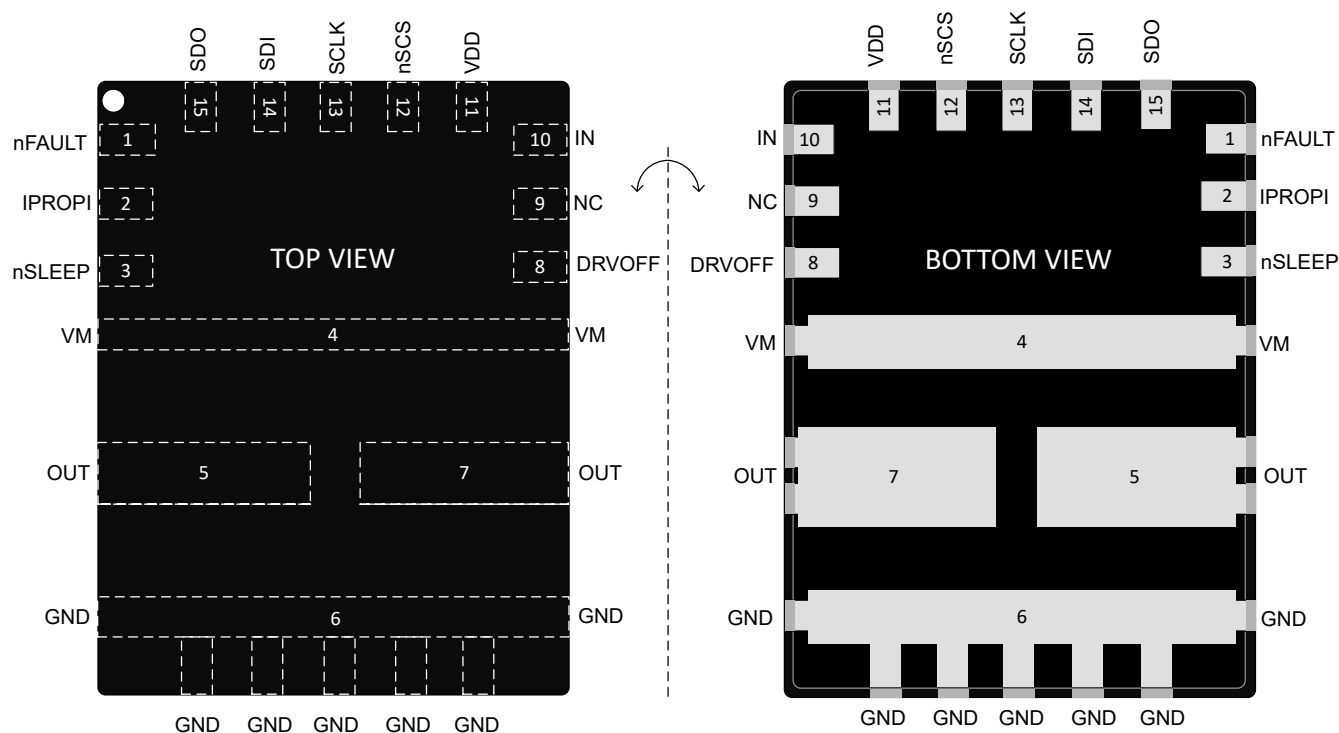 SDO SDI SCLK nSCS VDD
15 14 13 12 11
nFAULT 1 10 IN
IPROPI 2 9 NC
nSLEEP 3 TOP VIEW 8 DRVOFF
VM 4 VM
OUT 5 7 OUT
GND 6 GND
GND GND GND GND GND
VDD nSCS SCLK SDI SDO
11 12 13 14 15
IN 10 1 nFAULT
NC 9 2 IPROPI
DRVOFF 8 BOTTOM VIEW 3 nSLEEP
VM 4 VM
OUT 7 5 OUT
GND 6 GND
GND GND GND GND GND